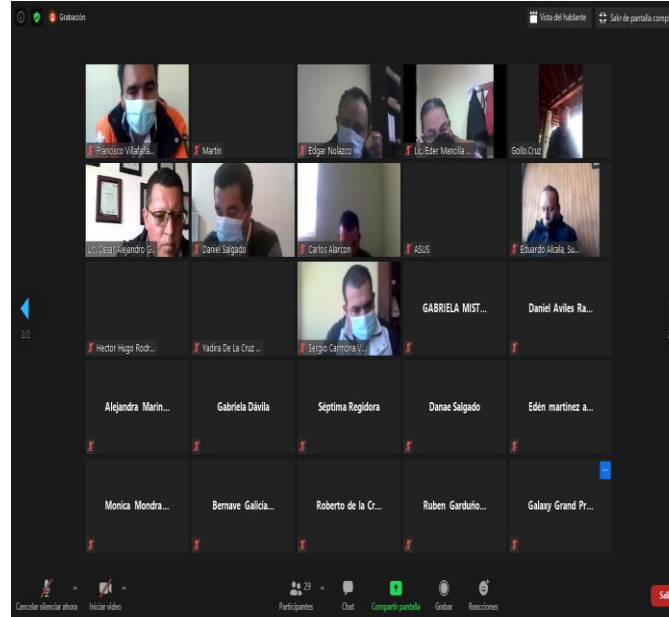 Grabación
Vista del hablante
Salir de pantalla comp
Francisco Villafaña...
Martin
Edgar Nolazco
Lic. Eder Mancilla ...
Gollo.Cruz
Lic. Cesar Alejandro G...
Daniel Salgado
Carlos Alarcon
ASUS
Eduardo Alcala, Su...
2/2
Hector Hugo Rodr...
Yadira De La Cruz ...
Sergio Carmona V...
GABRIELA MIST...
Daniel Aviles Ra...
Alejandra Marin...
Gabriela Dávila
Séptima Regidora
Danae Salgado
Edén martinez a...
Monica Mondra...
Bernave Galicia...
Roberto de la Cr...
Ruben Garduño...
Galaxy Grand Pr...
Cancelar silenciar ahora
Iniciar video
29
Participantes
Chat
Compartir pantalla
Grabar
Reacciones
Sali